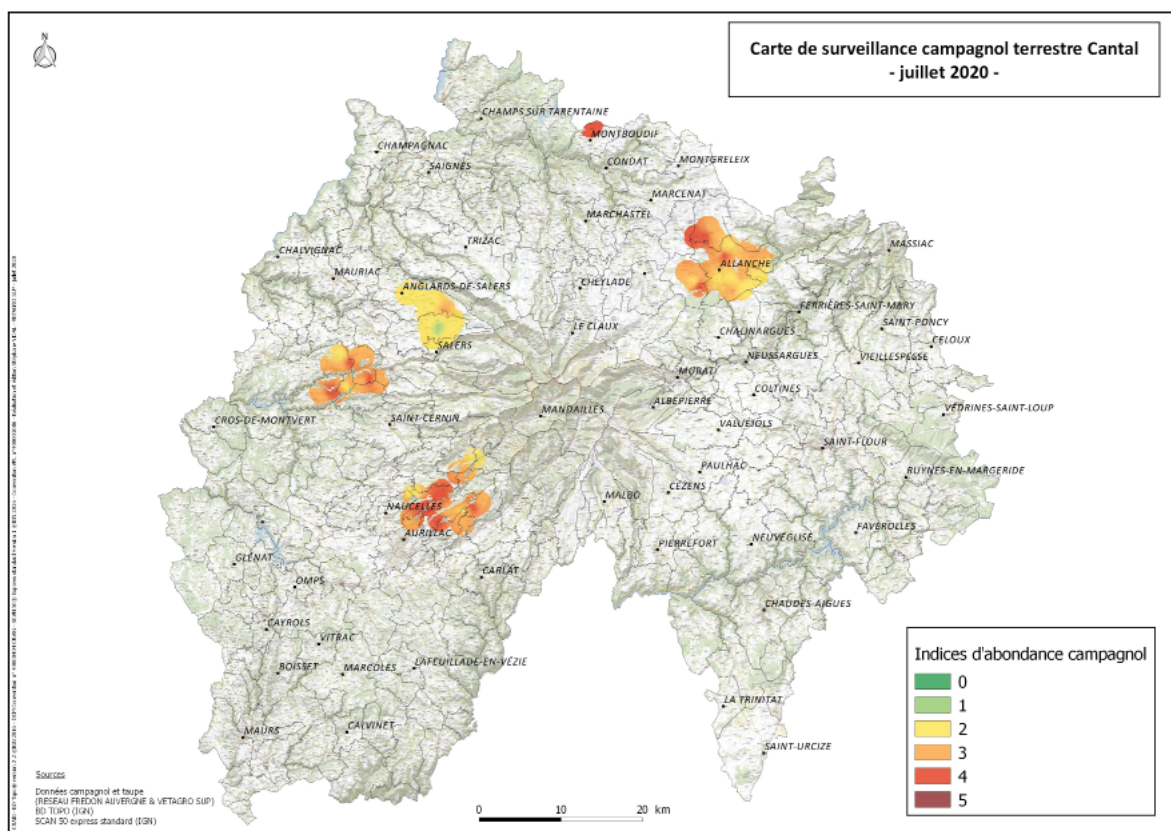 Carte de surveillance campagnol terrestre Cantal
- juillet 2020 -
N
CHAMPS SUR TARENTAINE
MONTBOUDIF
CHAMPAGNAC
SAIGNES
CONDAT
MONTGRELEIX
MARCENAT
MARCHASTEL
TRIZAC
CHALVIGNAC
MAURIAC
MASSIAC
ALLANCHE
ANGLARDS-DE-SALERS
CHEYLADE
FERRIÈRES-SAINT-MARY
SAINT-PONCY
LE CLAUX
CHALINARGUES
CELOUX
SALERS
NEUSSARGUES
VIEILLESPESSE
MURAT
COLTINES
ALBEPIERRE
MANDAILLES
VÉDRINES-SAINT-LOUP
CROS-DE-MONTVERT
SAINT-CERNIN
VALUEJOLS
SAINT-FLOUR
PAULHAC
RUYNES-EN-MARGERIDE
CÉZENS
MALBO
NAUCELLES
AURILLAC
FAVEROLLES
PIERREFORT
NEUVÉGLISE
GLÉNAT
OMPS
CARLAT
CHAUDES-AIGUES
CAYROLS
VITRAC
BOISSET
MARCOLES
LAFEUILLADE-EN-VÉZIE
LA TRINITAT
MAURS
CALVINET
SAINT-URCIZE
Indices d'abondance campagnol
0
1
2
3
4
5
Sources
Données campagnol et taupe
(RESEAU FREDON AUVERGNE & VETAGRO SUP)
BD TOPO (IGN)
SCAN 50 express standard (IGN)
0 10 20 km